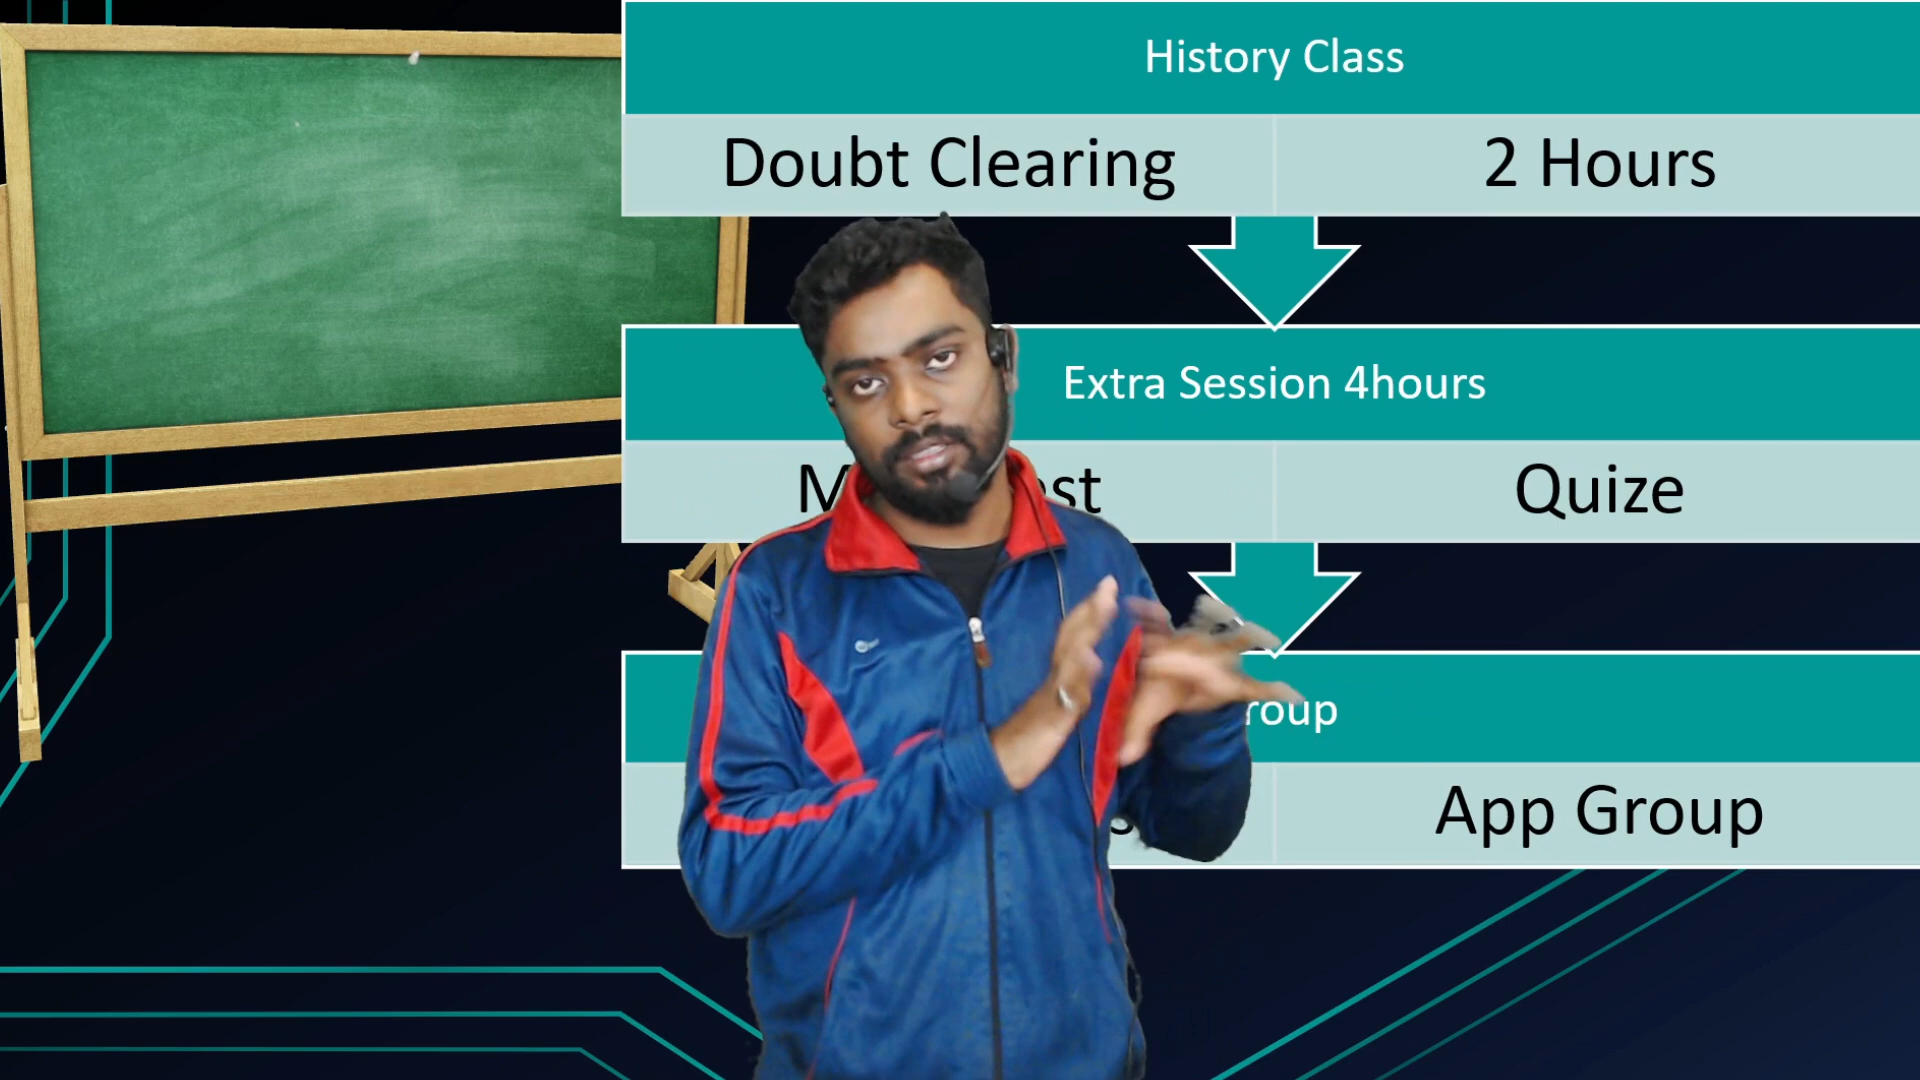 History Class
Doubt Clearing 2 Hours
Extra Session 4hours
Quize
App Group